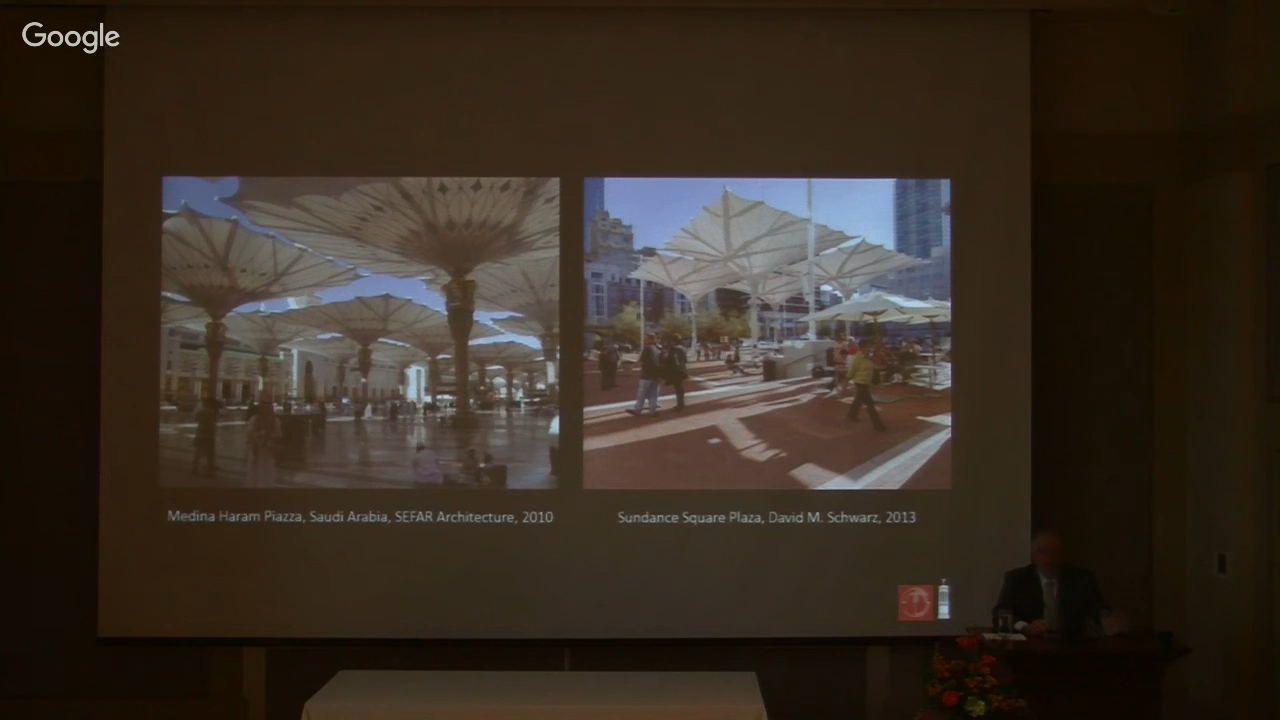 Google
Medina Haram Piazza, Saudi Arabia, SEFAR Architecture, 2010
Sundance Square Plaza, David M. Schwarz, 2013